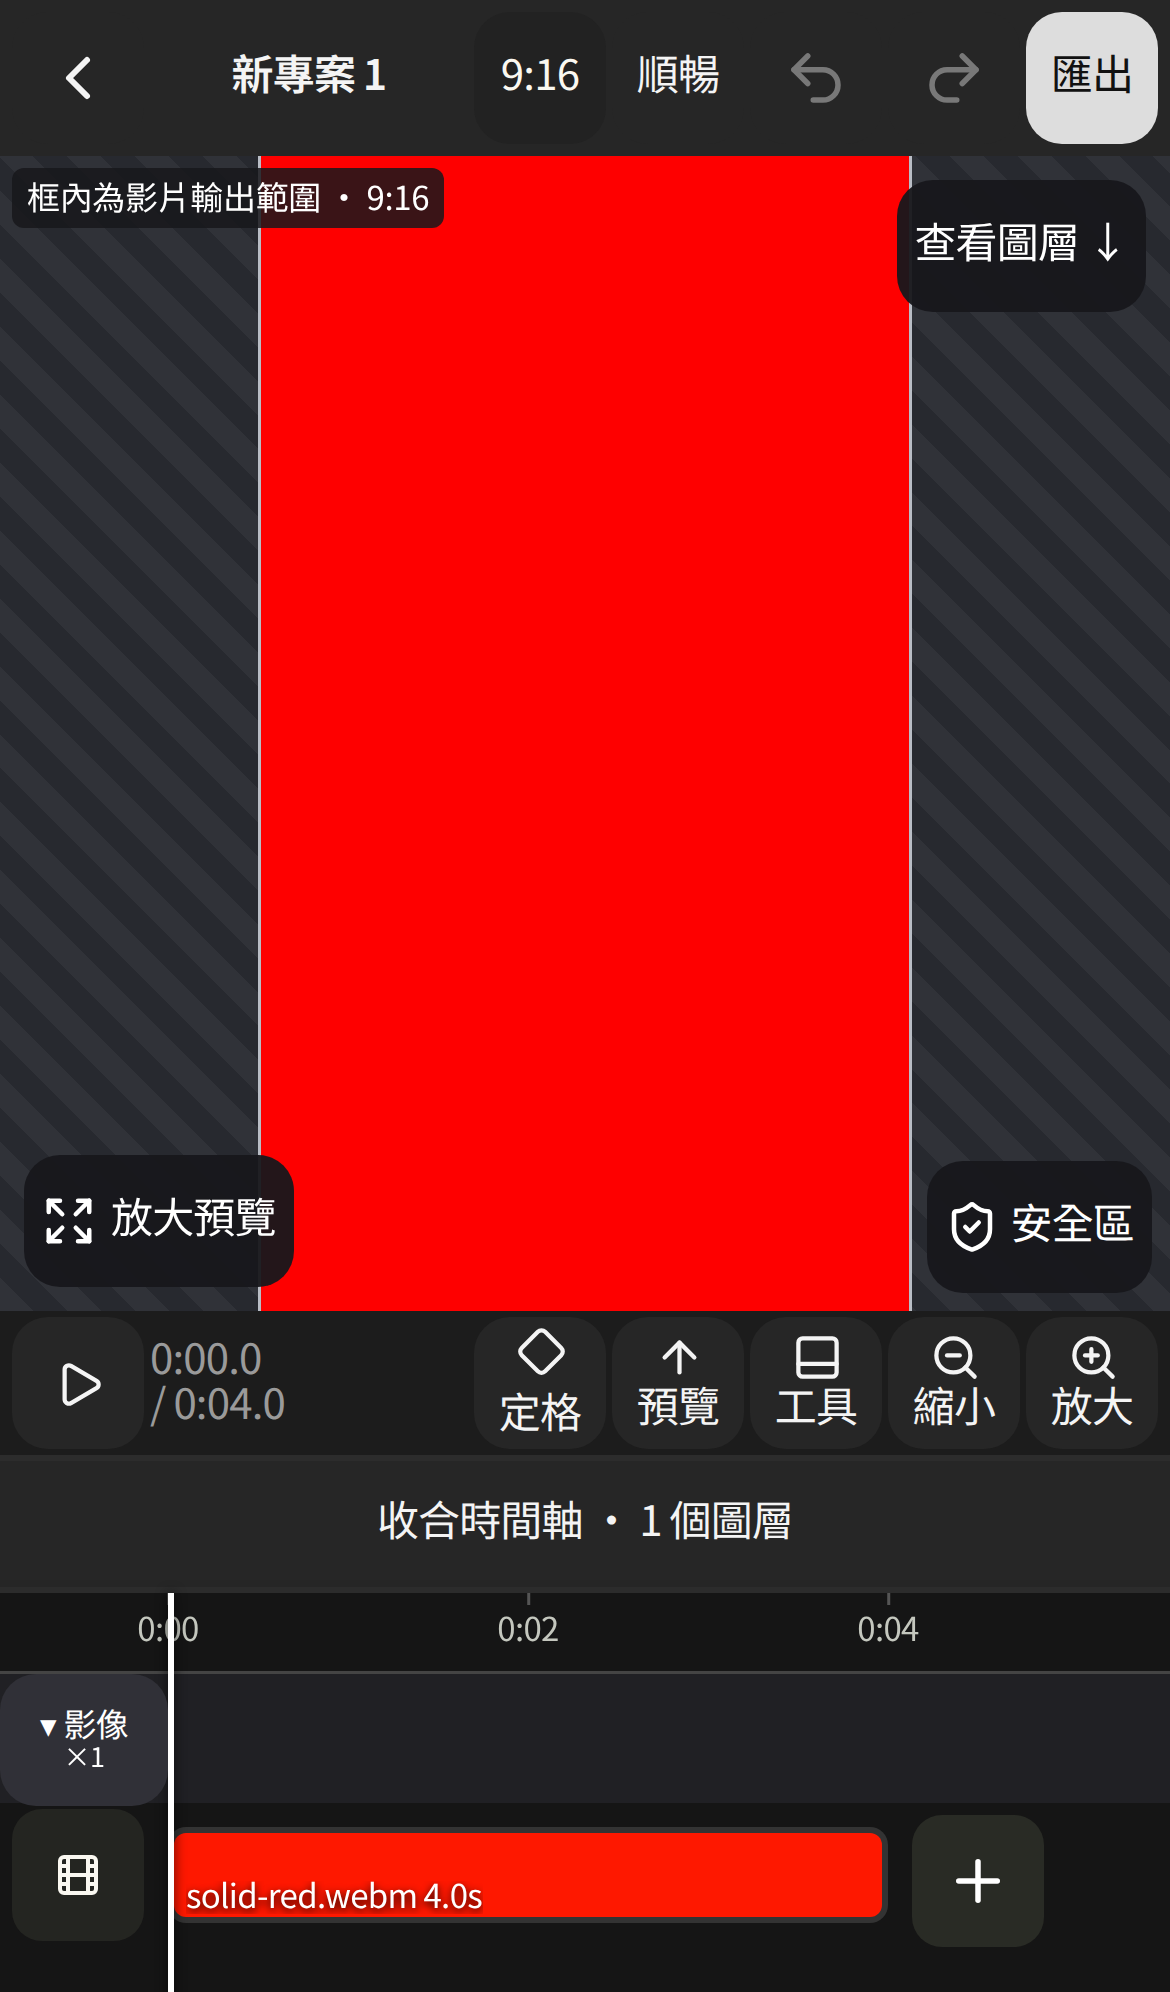 新專案 1
9:16
順暢
匯出
框內為影片輸出範圍 · 9:16
查看圖層 ↓
放大預覽
安全區
0:00.0
/ 0:04.0
定格
預覽
工具
縮小
放大
收合時間軸 · 1 個圖層
0:00
0:02
0:04
▾ 影像
×1
solid-red.webm 4.0s